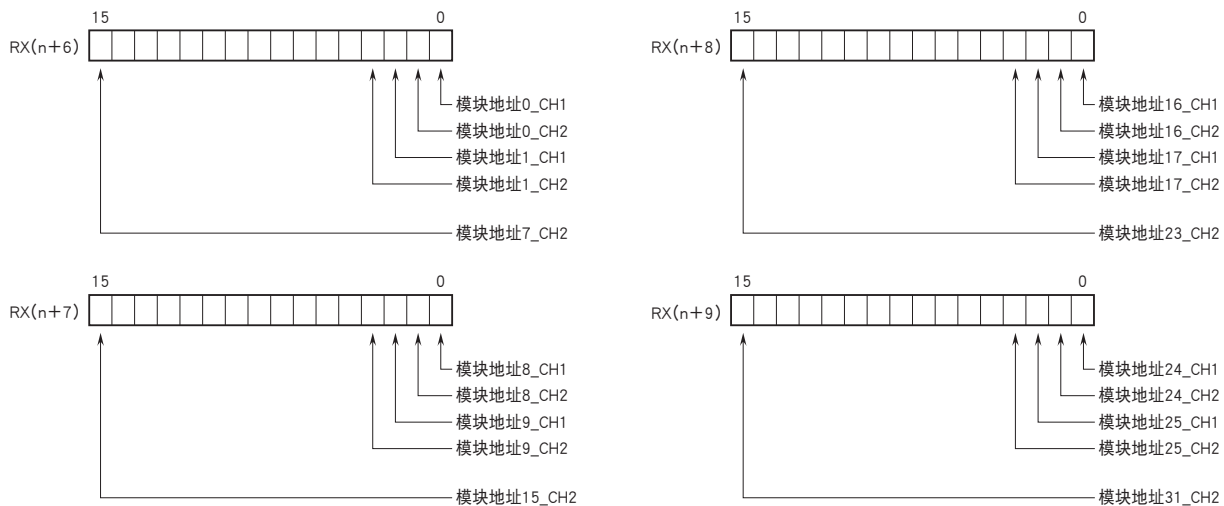 15 0
RX(n+6)
模块地址0_CH1
模块地址0_CH2
模块地址1_CH1
模块地址1_CH2
模块地址7_CH2
15 0
RX(n+8)
模块地址16_CH1
模块地址16_CH2
模块地址17_CH1
模块地址17_CH2
模块地址23_CH2
15 0
RX(n+7)
模块地址8_CH1
模块地址8_CH2
模块地址9_CH1
模块地址9_CH2
模块地址15_CH2
15 0
RX(n+9)
模块地址24_CH1
模块地址24_CH2
模块地址25_CH1
模块地址25_CH2
模块地址31_CH2